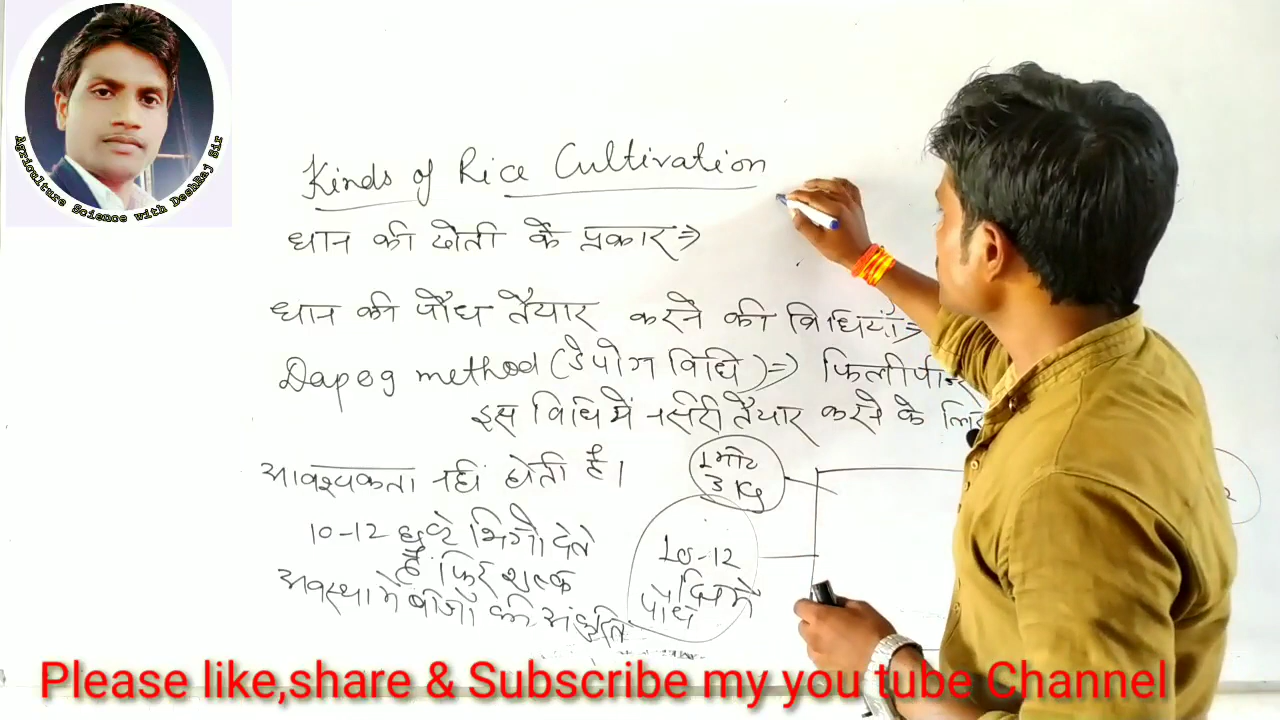 Agriculture Science with DeshRaj Sir
Kinds of Rice Cultivation
धान की खेती के प्रकार ⇒
धान की पौध तैयार करने की विधियां ⇒
Dapog method (डेपोग विधि) ⇒ फिलीपीन्
इस विधि में नर्सरी तैयार करने के लि
आवश्यकता नहीं होती है।
1 मीटर
3 Kg
10-12 घण्टे भिगो देते
हैं फिर शुष्क
अवस्था में बीजों की अंकुरित
10-12
दिन में
पौध
Please like,share & Subscribe my you tube Channel